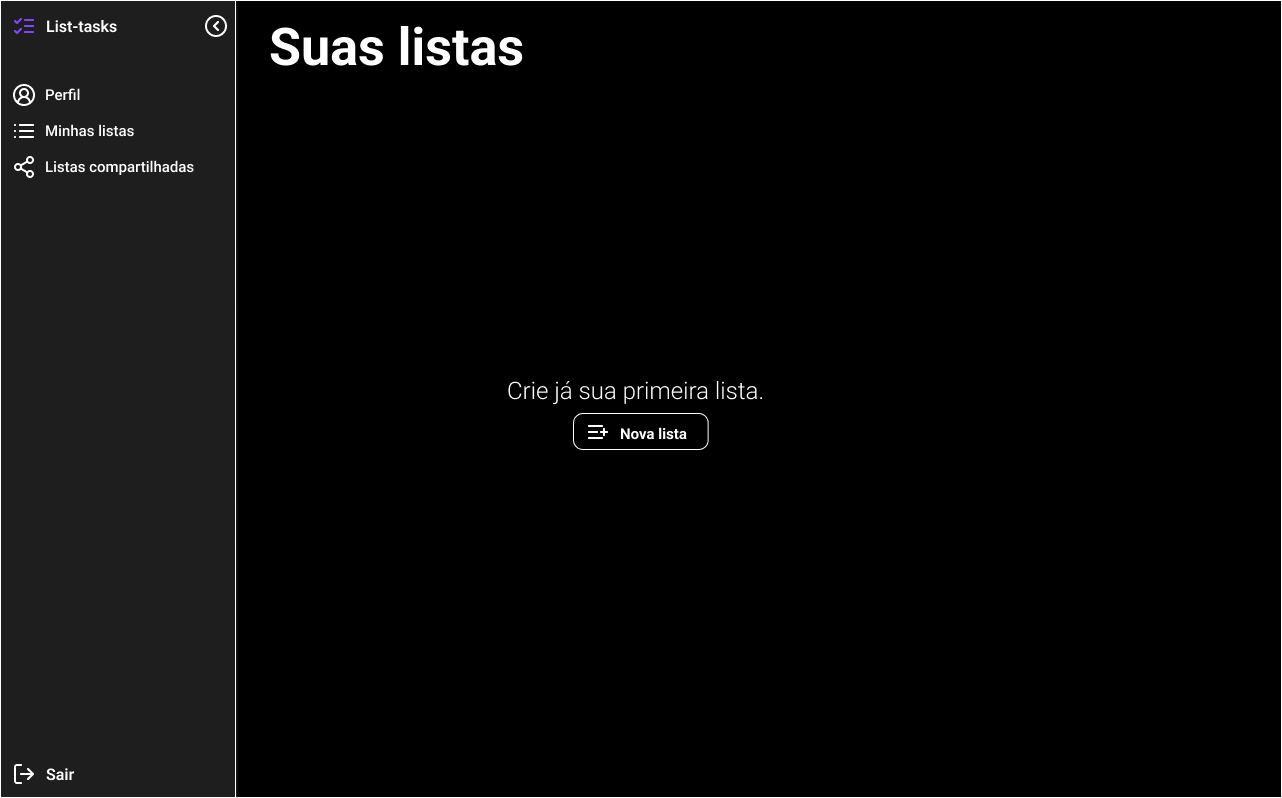 List-tasks
Perfil
Minhas listas
Listas compartilhadas
Sair
Suas listas
Crie já sua primeira lista.
Nova lista